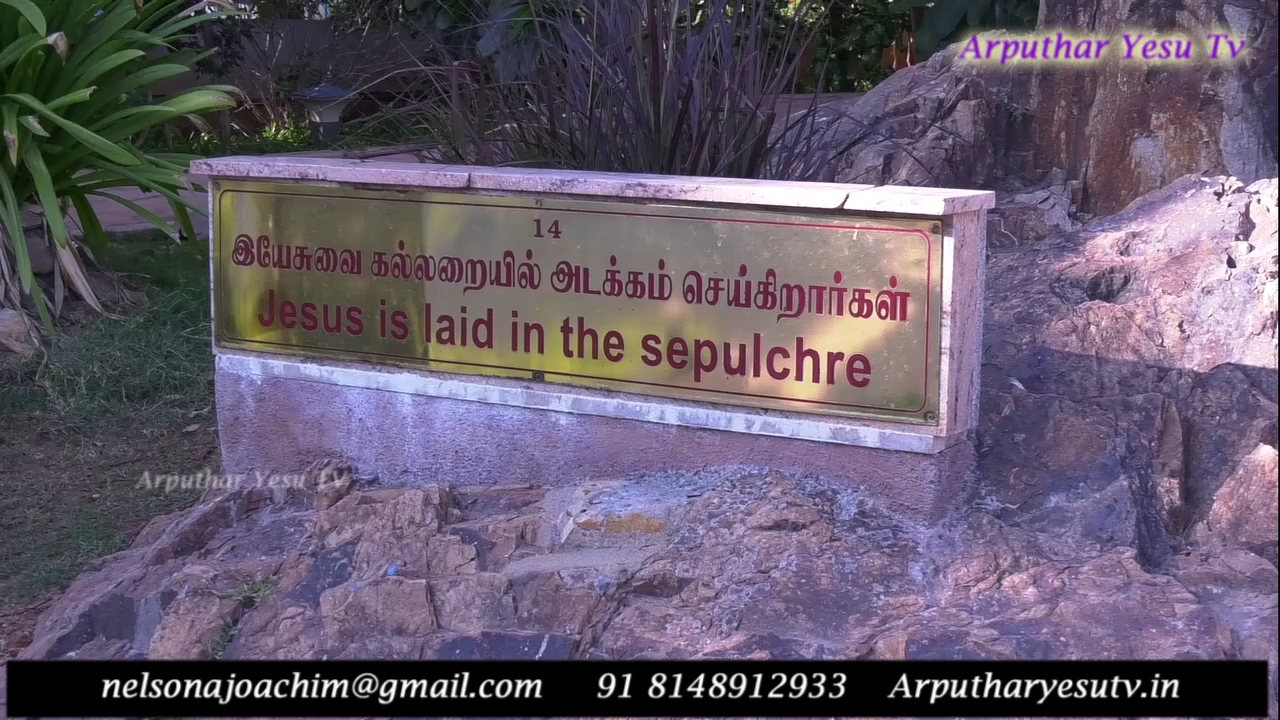 Arputhar Yesu Tv
14
இயேசுவை கல்லறையில் அடக்கம் செய்கிறார்கள்
Jesus is laid in the sepulchre
Arputhar Yesu Tv
nelsonajoachim@gmail.com 91 8148912933 Arputharyesutv.in